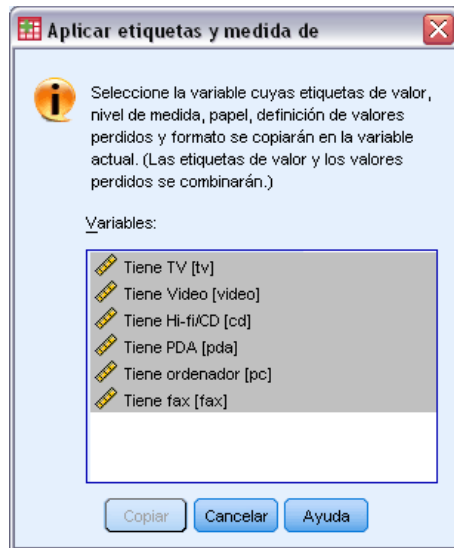 Aplicar etiquetas y medida de
Seleccione la variable cuyas etiquetas de valor,
nivel de medida, papel, definición de valores
perdidos y formato se copiarán en la variable
actual. (Las etiquetas de valor y los valores
perdidos se combinarán.)
Variables:
Tiene TV [tv]
Tiene Video [video]
Tiene Hi-fi/CD [cd]
Tiene PDA [pda]
Tiene ordenador [pc]
Tiene fax [fax]
Copiar Cancelar Ayuda